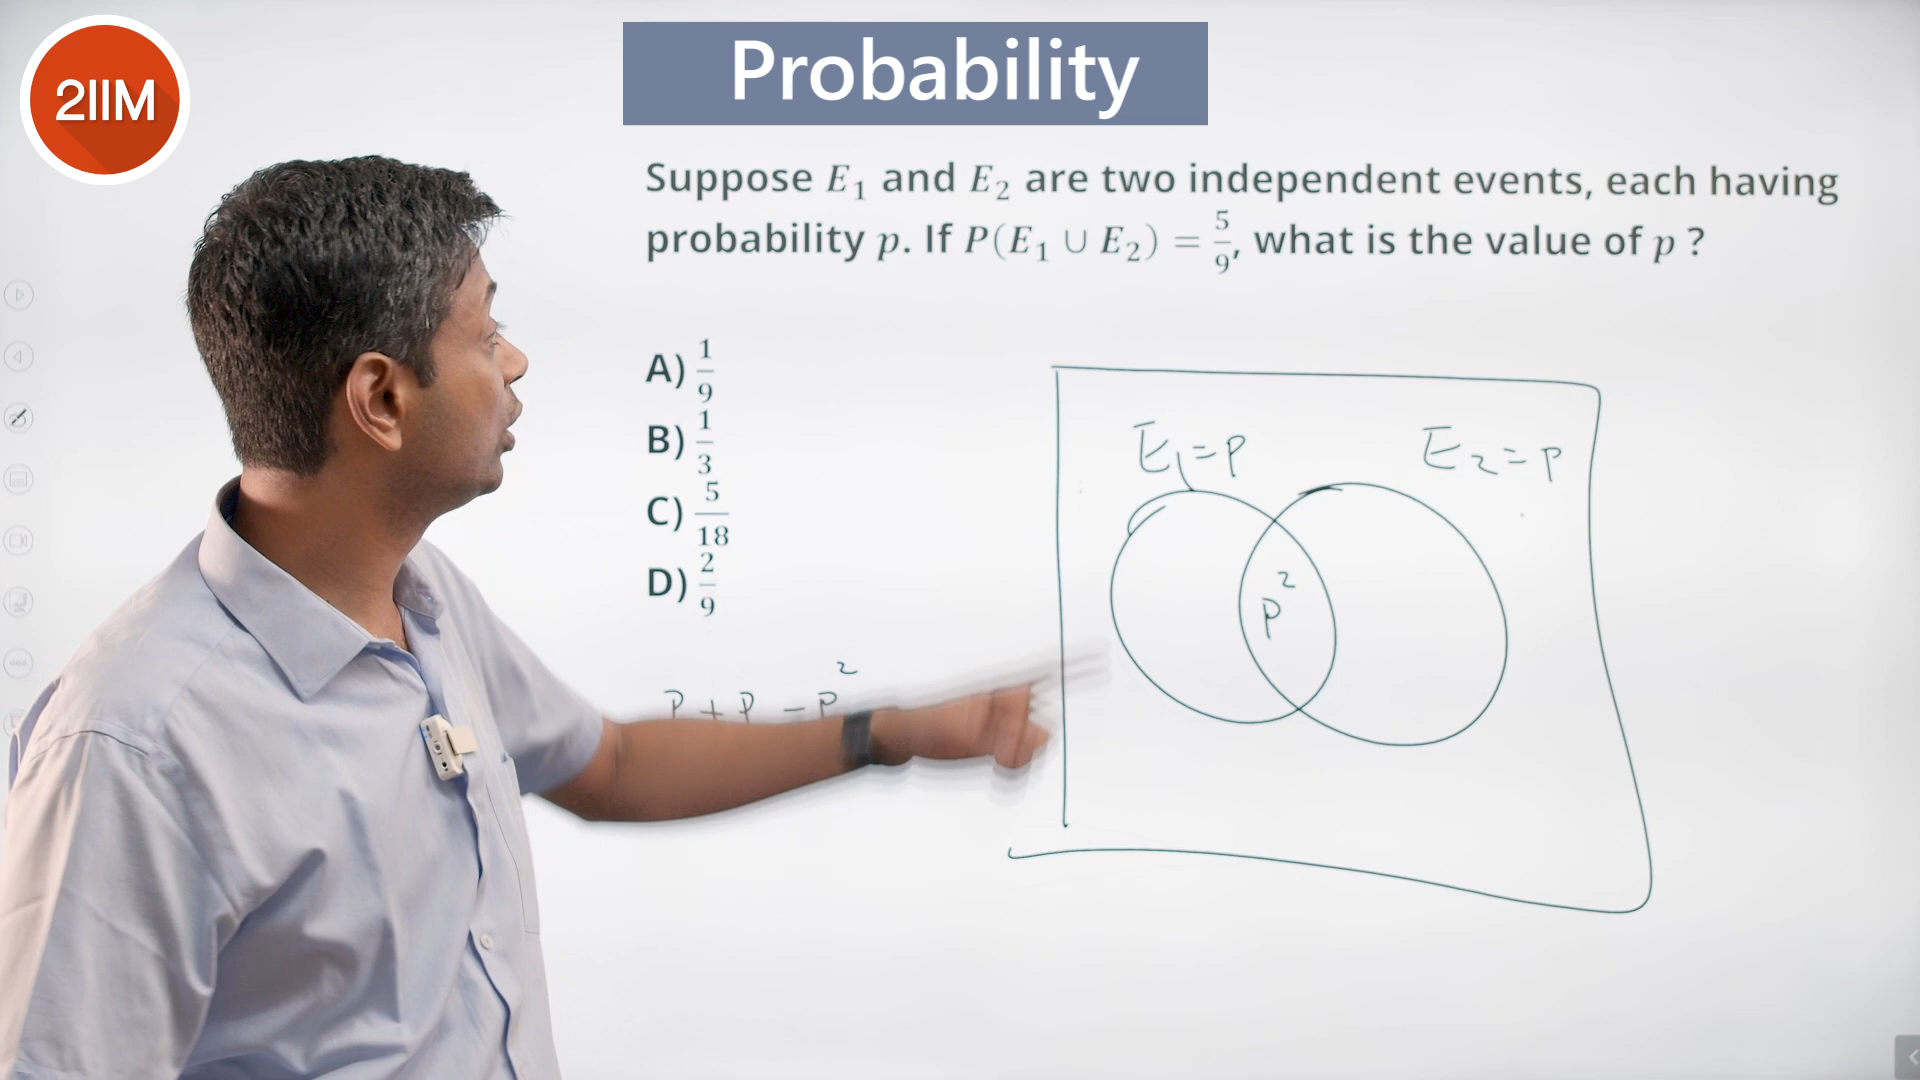 2IIM
Probability
Suppose E₁ and E₂ are two independent events, each having
probability p. If P(E₁ ∪ E₂) = 5/9, what is the value of p ?
A) 1/9
B) 1/3
C) 5/18
D) 2/9
E₁=P
E₂=P
P²
P + P - P²